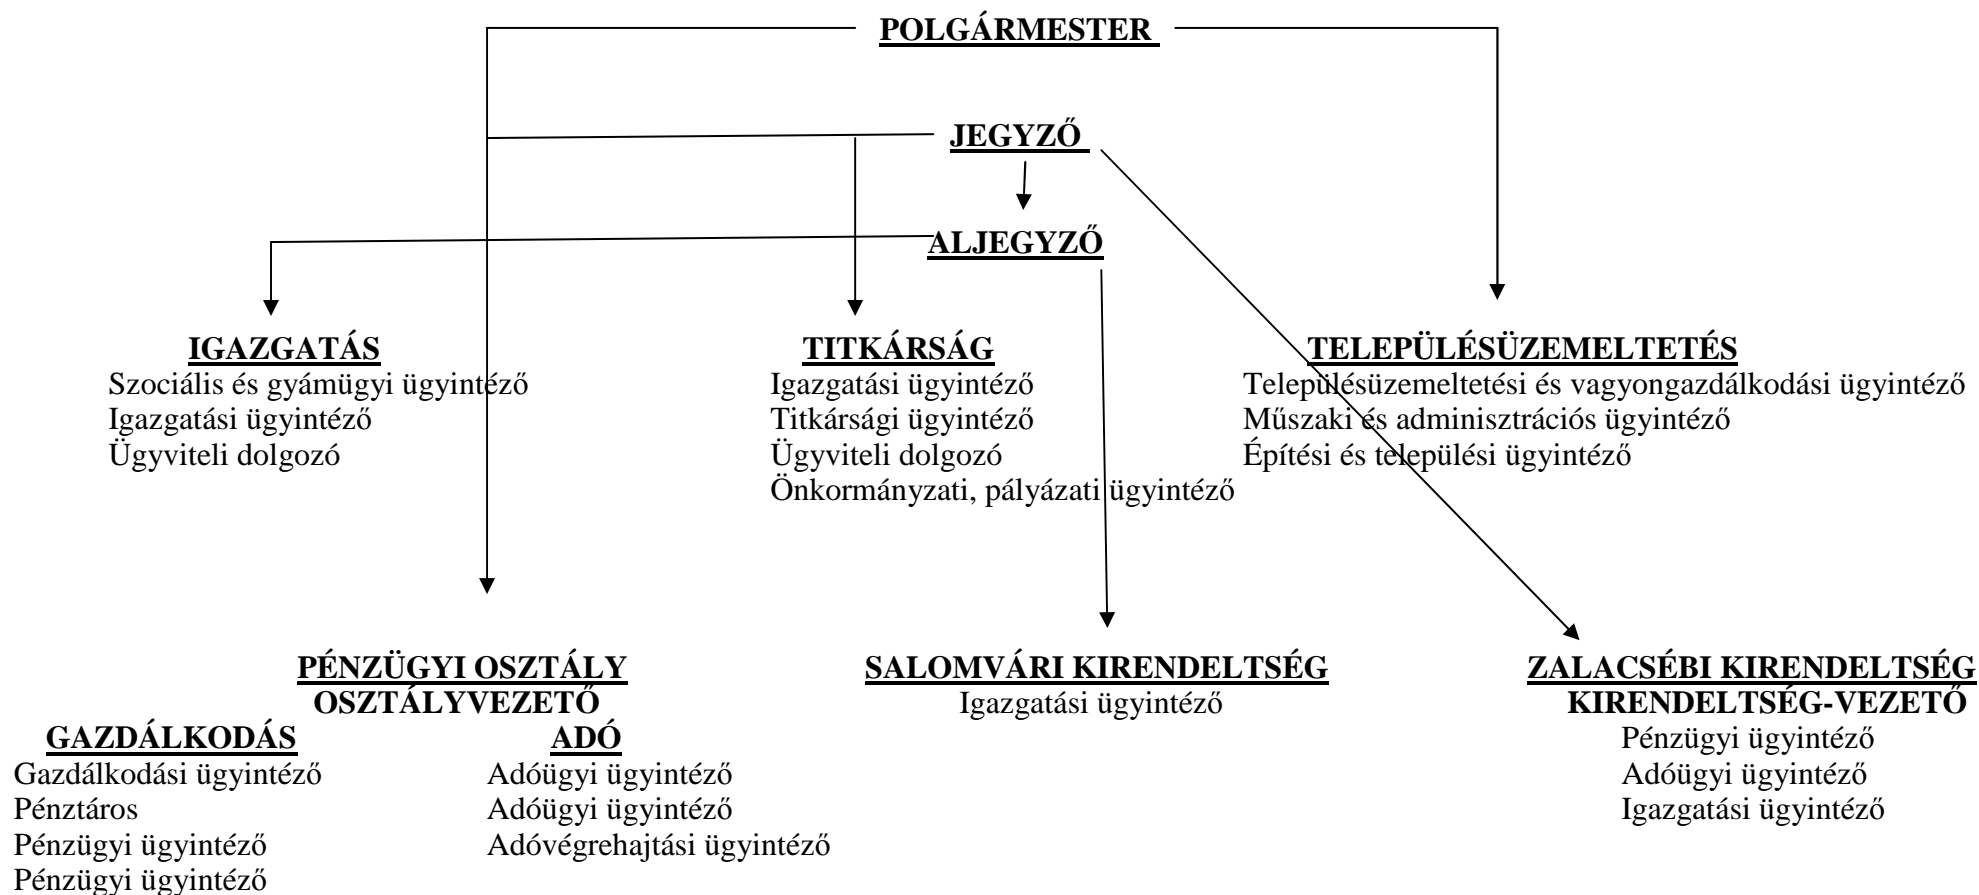 POLGÁRMESTER
JEGYZŐ
ALJEGYZŐ
IGAZGATÁS
Szociális és gyámügyi ügyintéző
Igazgatási ügyintéző
Ügyviteli dolgozó
TITKÁRSÁG
Igazgatási ügyintéző
Titkársági ügyintéző
Ügyviteli dolgozó
Önkormányzati, pályázati ügyintéző
TELEPÜLÉSÜZEMELTETÉS
Településüzemeltetési és vagyongazdálkodási ügyintéző
Műszaki és adminisztrációs ügyintéző
Építési és települési ügyintéző
PÉNZÜGYI OSZTÁLY
OSZTÁLYVEZETŐ
GAZDÁLKODÁS
Gazdálkodási ügyintéző
Pénztáros
Pénzügyi ügyintéző
Pénzügyi ügyintéző
ADÓ
Adóügyi ügyintéző
Adóügyi ügyintéző
Adóvégrehajtási ügyintéző
SALOMVÁRI KIRENDELTSÉG
Igazgatási ügyintéző
ZALACSÉBI KIRENDELTSÉG
KIRENDELTSÉG-VEZETŐ
Pénzügyi ügyintéző
Adóügyi ügyintéző
Igazgatási ügyintéző